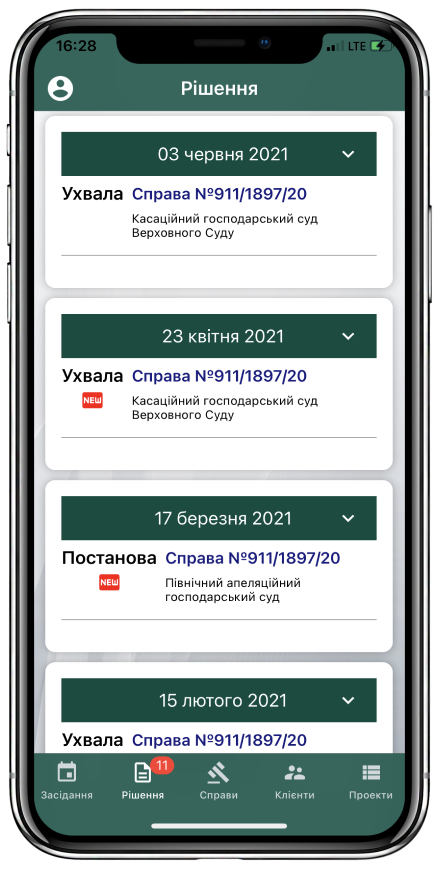 16:28
LTE
Рішення
03 червня 2021
Ухвала Справа №911/1897/20
Касаційний господарський суд
Верховного Суду
23 квітня 2021
Ухвала Справа №911/1897/20
NEW
Касаційний господарський суд
Верховного Суду
17 березня 2021
Постанова Справа №911/1897/20
NEW
Північний апеляційний
господарський суд
15 лютого 2021
Ухвала Справа №911/1897/20
11
Засідання Рішення Справи Клієнти Проекти